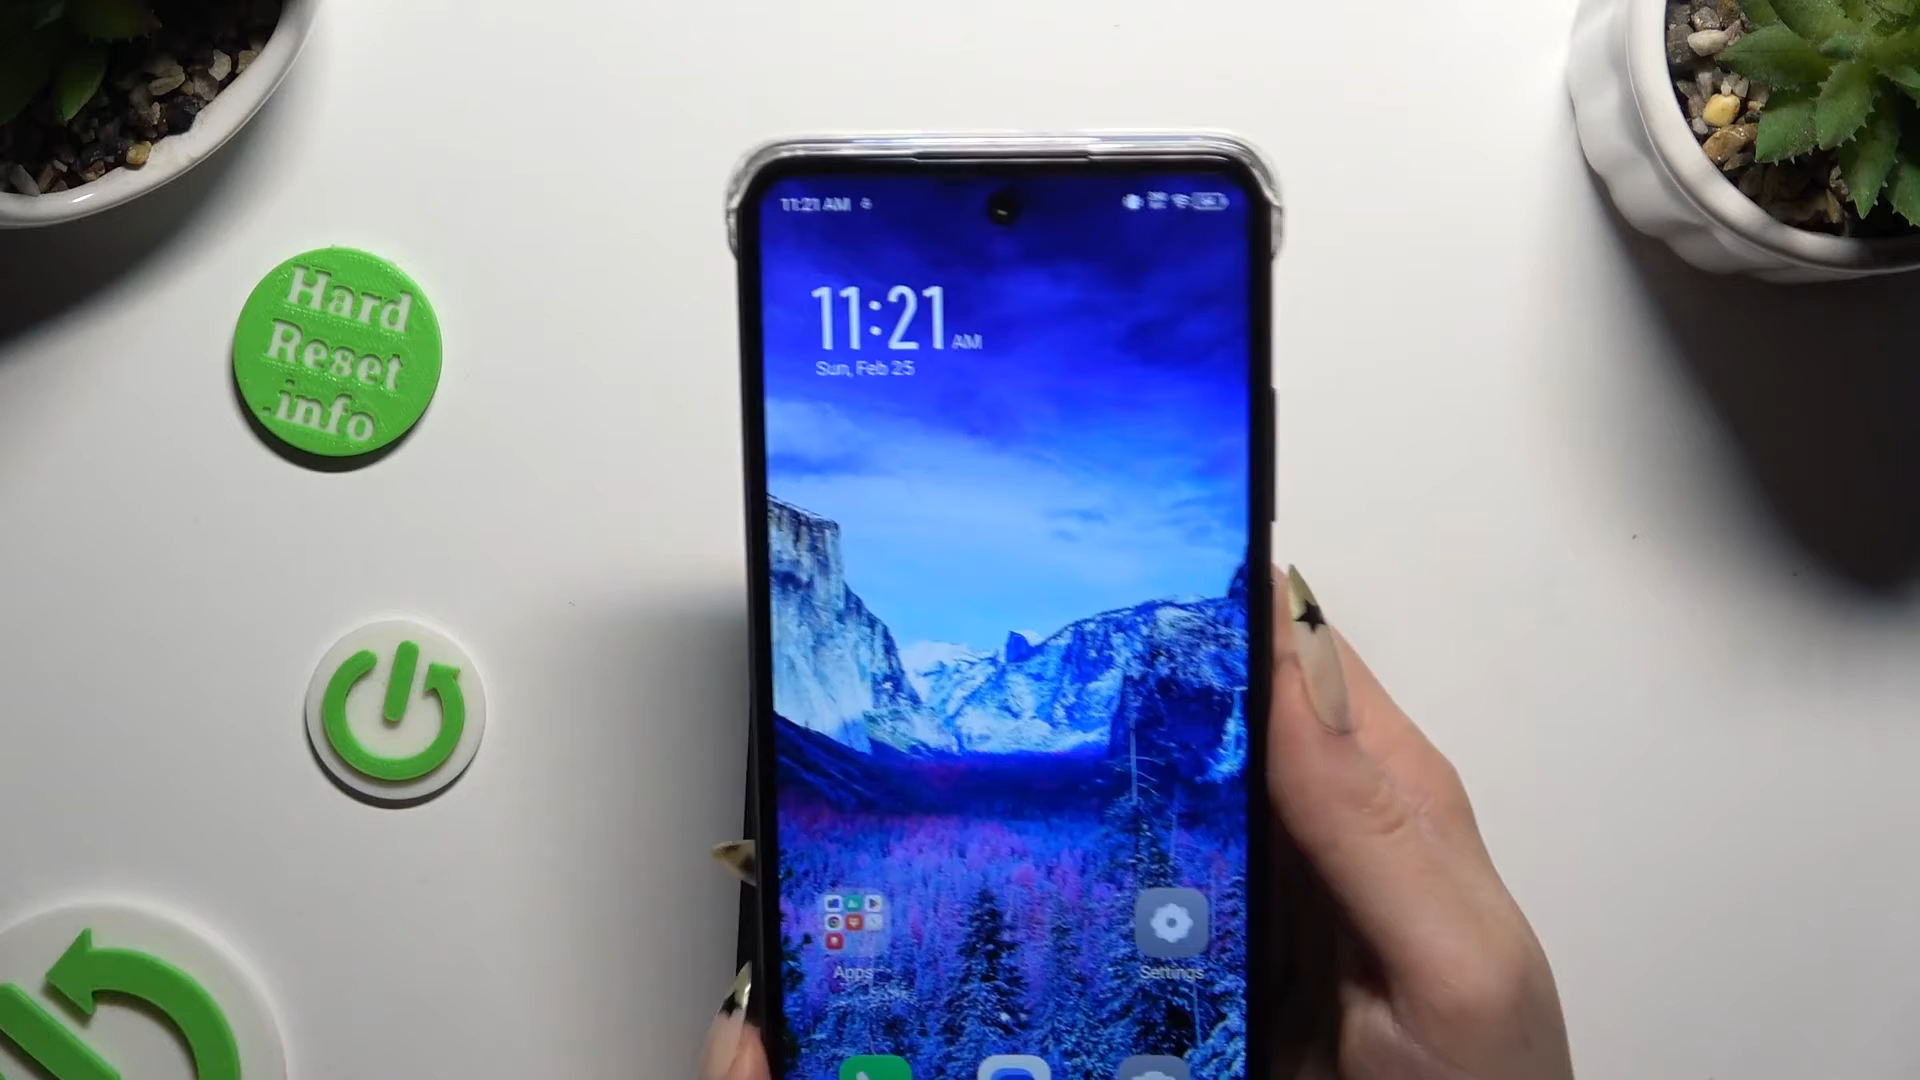 11:21 AM
Hard
Reset
.info
11:21 AM
Sun, Feb 25
Apps
Settings